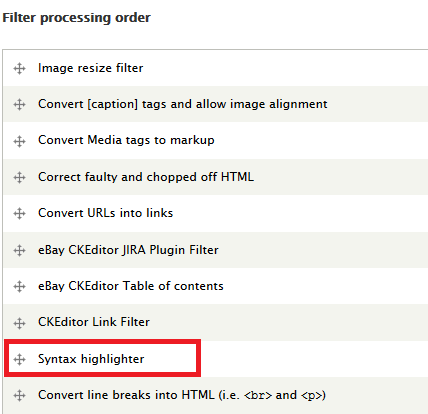 Filter processing order
Image resize filter
Convert [caption] tags and allow image alignment
Convert Media tags to markup
Correct faulty and chopped off HTML
Convert URLs into links
eBay CKEditor JIRA Plugin Filter
eBay CKEditor Table of contents
CKEditor Link Filter
Syntax highlighter
Convert line breaks into HTML (i.e. <br> and <p>)